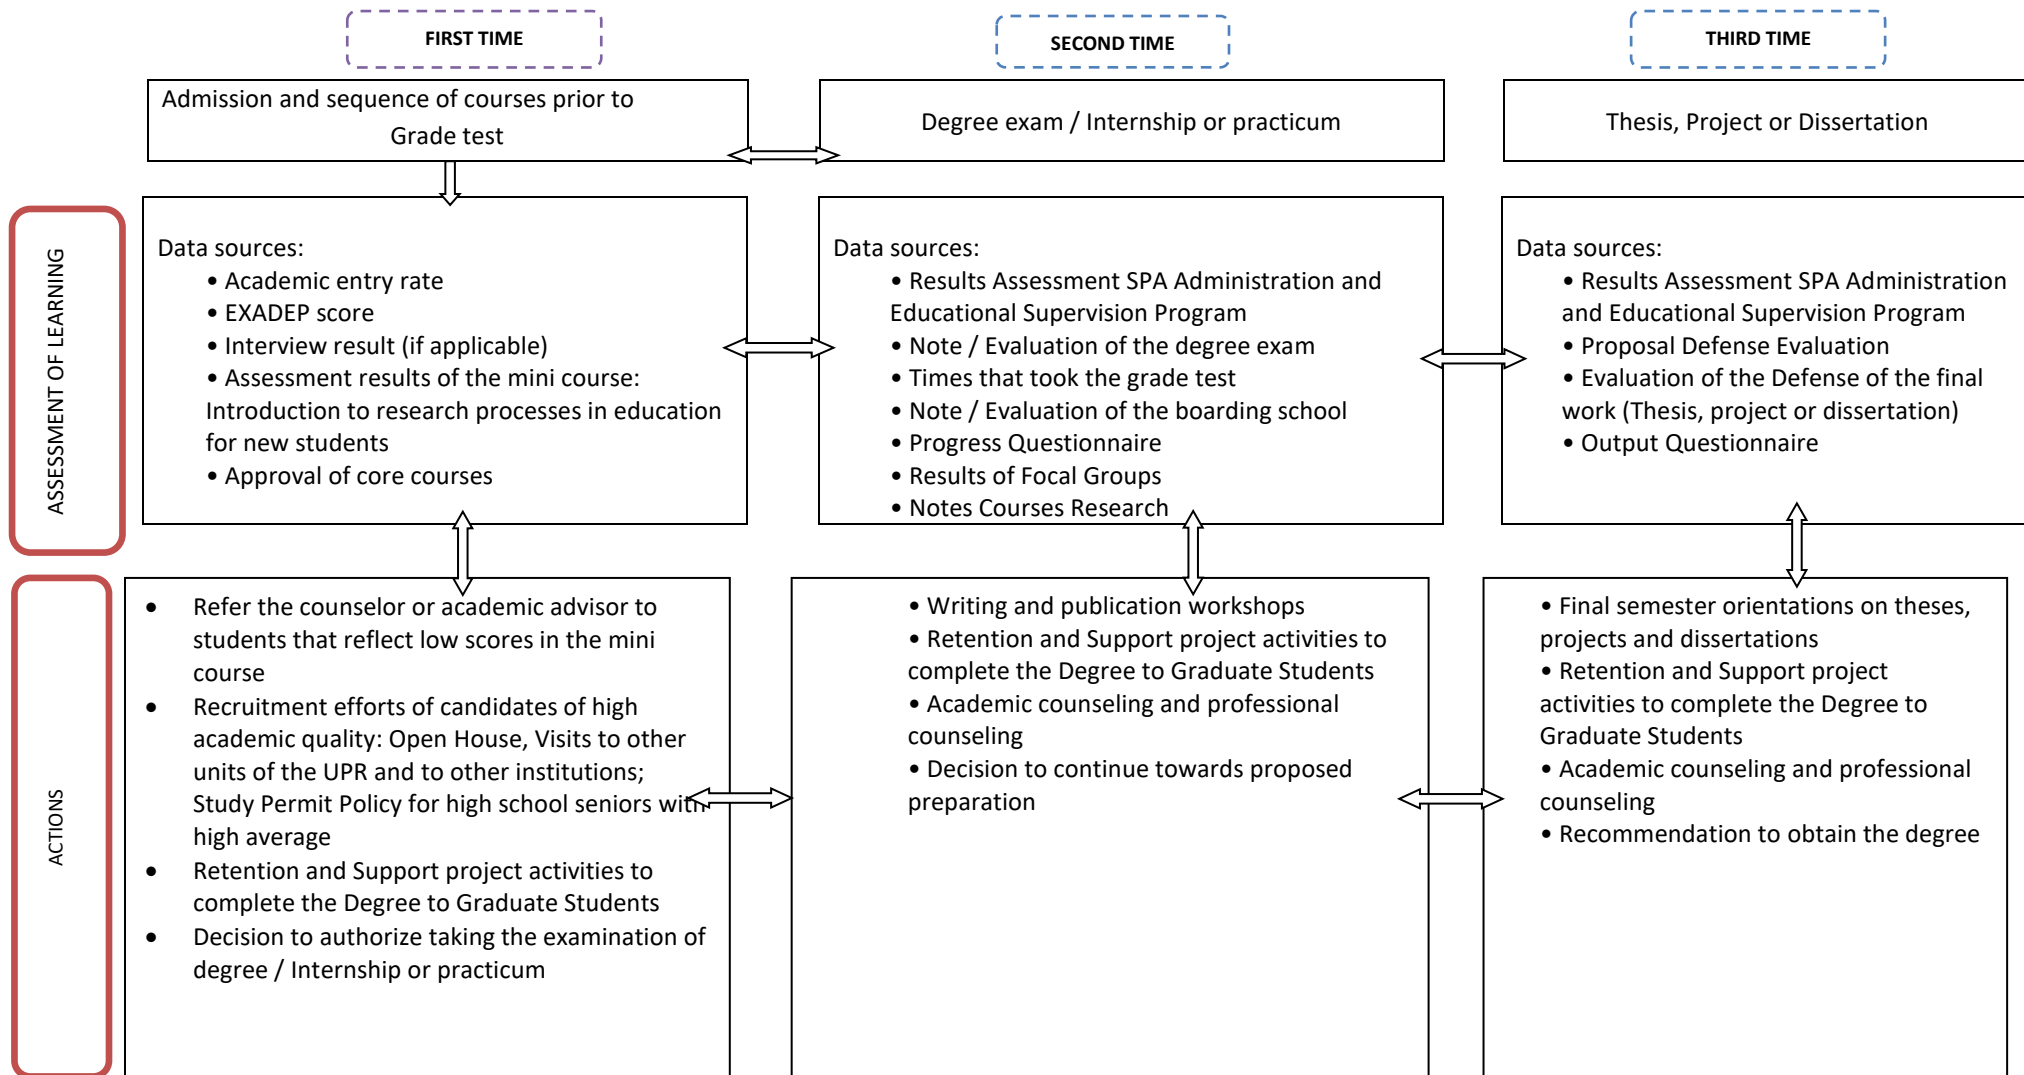 FIRST TIME
SECOND TIME
THIRD TIME
Admission and sequence of courses prior to
Grade test
Degree exam / Internship or practicum
Thesis, Project or Dissertation
ASSESSMENT OF LEARNING
Data sources:
• Academic entry rate
• EXADEP score
• Interview result (if applicable)
• Assessment results of the mini course:
Introduction to research processes in education
for new students
• Approval of core courses
Data sources:
• Results Assessment SPA Administration and
Educational Supervision Program
• Note / Evaluation of the degree exam
• Times that took the grade test
• Note / Evaluation of the boarding school
• Progress Questionnaire
• Results of Focal Groups
• Notes Courses Research
Data sources:
• Results Assessment SPA Administration
and Educational Supervision Program
• Proposal Defense Evaluation
• Evaluation of the Defense of the final
work (Thesis, project or dissertation)
• Output Questionnaire
ACTIONS
• Refer the counselor or academic advisor to
students that reflect low scores in the mini
course
• Recruitment efforts of candidates of high
academic quality: Open House, Visits to other
units of the UPR and to other institutions;
Study Permit Policy for high school seniors with
high average
• Retention and Support project activities to
complete the Degree to Graduate Students
• Decision to authorize taking the examination of
degree / Internship or practicum
• Writing and publication workshops
• Retention and Support project activities to
complete the Degree to Graduate Students
• Academic counseling and professional
counseling
• Decision to continue towards proposed
preparation
• Final semester orientations on theses,
projects and dissertations
• Retention and Support project
activities to complete the Degree to
Graduate Students
• Academic counseling and professional
counseling
• Recommendation to obtain the degree